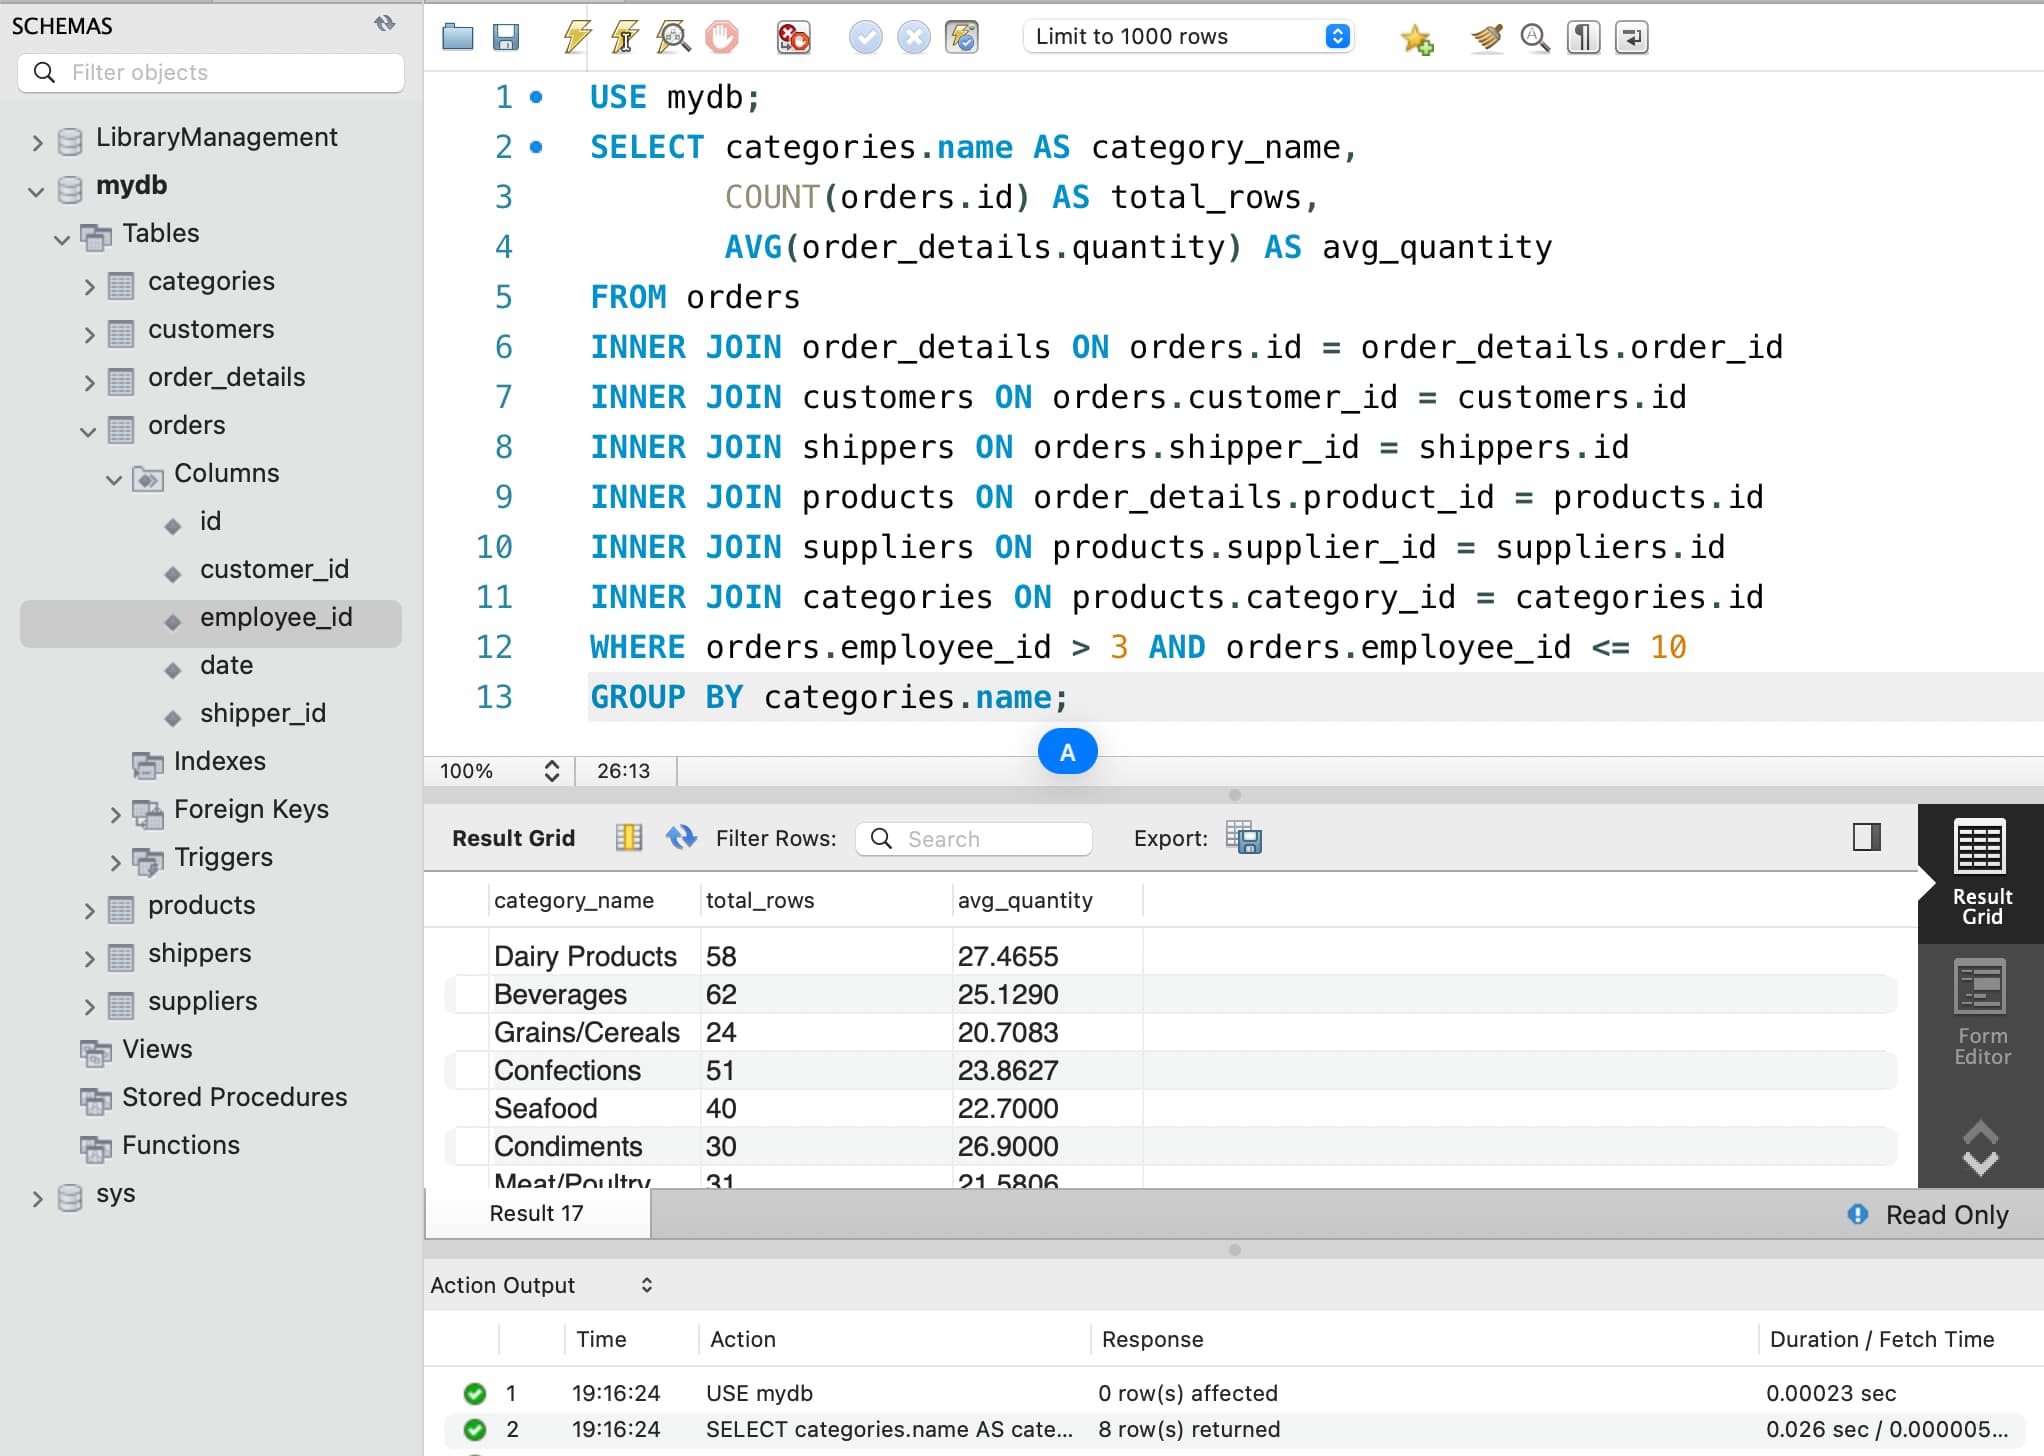 SCHEMAS
Filter objects
LibraryManagement
mydb
Tables
categories
customers
order_details
orders
Columns
id
customer_id
employee_id
date
shipper_id
Indexes
Foreign Keys
Triggers
products
shippers
suppliers
Views
Stored Procedures
Functions
sys
Limit to 1000 rows
1 USE mydb;
2 SELECT categories.name AS category_name,
3 COUNT(orders.id) AS total_rows,
4 AVG(order_details.quantity) AS avg_quantity
5 FROM orders
6 INNER JOIN order_details ON orders.id = order_details.order_id
7 INNER JOIN customers ON orders.customer_id = customers.id
8 INNER JOIN shippers ON orders.shipper_id = shippers.id
9 INNER JOIN products ON order_details.product_id = products.id
10 INNER JOIN suppliers ON products.supplier_id = suppliers.id
11 INNER JOIN categories ON products.category_id = categories.id
12 WHERE orders.employee_id > 3 AND orders.employee_id <= 10
13 GROUP BY categories.name;
A
100% 26:13
Result Grid Filter Rows: Search Export:
category_name total_rows avg_quantity
Dairy Products 58 27.4655
Beverages 62 25.1290
Grains/Cereals 24 20.7083
Confections 51 23.8627
Seafood 40 22.7000
Condiments 30 26.9000
Meat/Poultry 31 21.5806
Result
Grid
Form
Editor
Result 17
Read Only
Action Output
Time Action Response Duration / Fetch Time
1 19:16:24 USE mydb 0 row(s) affected 0.00023 sec
2 19:16:24 SELECT categories.name AS cate... 8 row(s) returned 0.026 sec / 0.000005...